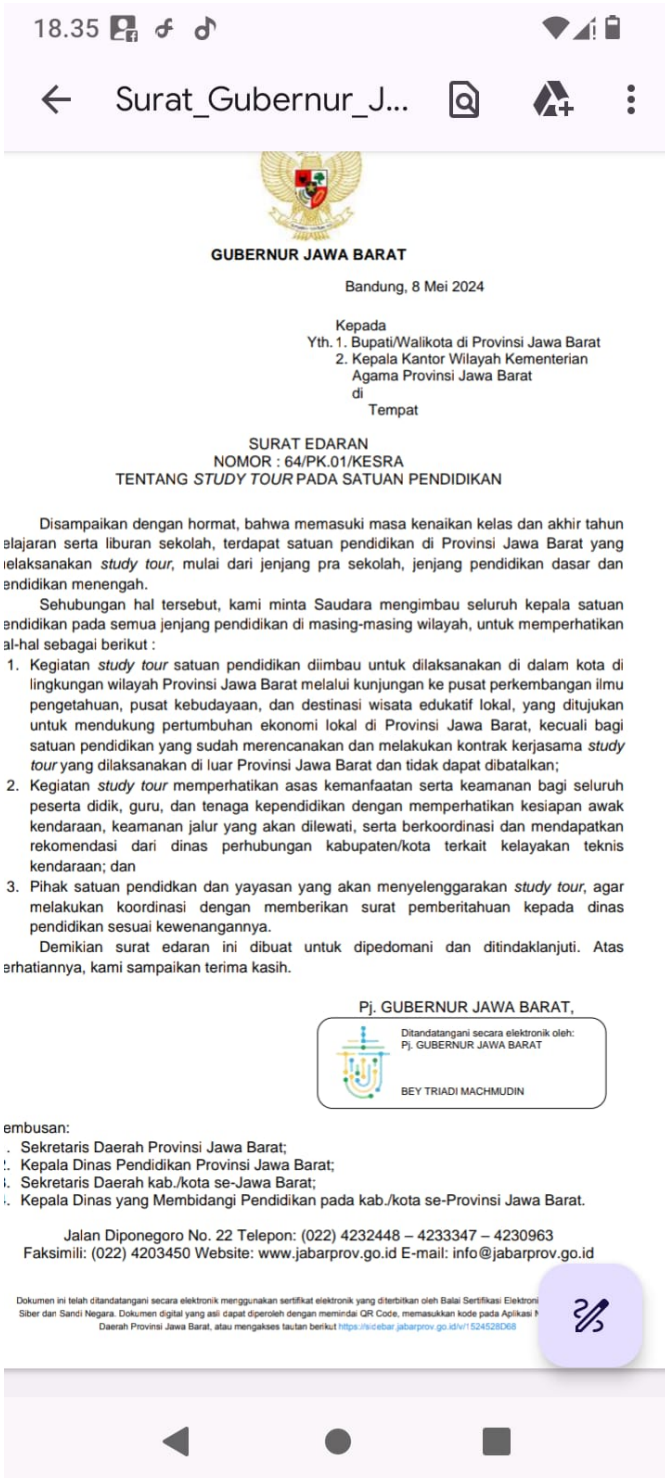 18.35
Surat_Gubernur_J...
GUBERNUR JAWA BARAT
Bandung, 8 Mei 2024
Kepada
Yth. 1. Bupati/Walikota di Provinsi Jawa Barat
2. Kepala Kantor Wilayah Kementerian
Agama Provinsi Jawa Barat
di
Tempat
SURAT EDARAN
NOMOR : 64/PK.01/KESRA
TENTANG STUDY TOUR PADA SATUAN PENDIDIKAN
Disampaikan dengan hormat, bahwa memasuki masa kenaikan kelas dan akhir tahun
elajaran serta liburan sekolah, terdapat satuan pendidikan di Provinsi Jawa Barat yang
elaksanakan study tour, mulai dari jenjang pra sekolah, jenjang pendidikan dasar dan
endidikan menengah.
Sehubungan hal tersebut, kami minta Saudara mengimbau seluruh kepala satuan
endidikan pada semua jenjang pendidikan di masing-masing wilayah, untuk memperhatikan
al-hal sebagai berikut :
1. Kegiatan study tour satuan pendidikan diimbau untuk dilaksanakan di dalam kota di
lingkungan wilayah Provinsi Jawa Barat melalui kunjungan ke pusat perkembangan ilmu
pengetahuan, pusat kebudayaan, dan destinasi wisata edukatif lokal, yang ditujukan
untuk mendukung pertumbuhan ekonomi lokal di Provinsi Jawa Barat, kecuali bagi
satuan pendidikan yang sudah merencanakan dan melakukan kontrak kerjasama study
tour yang dilaksanakan di luar Provinsi Jawa Barat dan tidak dapat dibatalkan;
2. Kegiatan study tour memperhatikan asas kemanfaatan serta keamanan bagi seluruh
peserta didik, guru, dan tenaga kependidikan dengan memperhatikan kesiapan awak
kendaraan, keamanan jalur yang akan dilewati, serta berkoordinasi dan mendapatkan
rekomendasi dari dinas perhubungan kabupaten/kota terkait kelayakan teknis
kendaraan; dan
3. Pihak satuan pendidkan dan yayasan yang akan menyelenggarakan study tour, agar
melakukan koordinasi dengan memberikan surat pemberitahuan kepada dinas
pendidikan sesuai kewenangannya.
Demikian surat edaran ini dibuat untuk dipedomani dan ditindaklanjuti. Atas
erhatiannya, kami sampaikan terima kasih.
Pj. GUBERNUR JAWA BARAT,
Ditandatangani secara elektronik oleh:
Pj. GUBERNUR JAWA BARAT
BEY TRIADI MACHMUDIN
embusan:
. Sekretaris Daerah Provinsi Jawa Barat;
2. Kepala Dinas Pendidikan Provinsi Jawa Barat;
3. Sekretaris Daerah kab./kota se-Jawa Barat;
. Kepala Dinas yang Membidangi Pendidikan pada kab./kota se-Provinsi Jawa Barat.
Jalan Diponegoro No. 22 Telepon: (022) 4232448 – 4233347 – 4230963
Faksimili: (022) 4203450 Website: www.jabarprov.go.id E-mail: info@jabarprov.go.id
Dokumen ini telah ditandatangani secara elektronik menggunakan sertifikat elektronik yang diterbitkan oleh Balai Sertifikasi Elektroni
Siber dan Sandi Negara. Dokumen digital yang asli dapat diperoleh dengan memindai QR Code, memasukkan kode pada Aplikasi N
Daerah Provinsi Jawa Barat, atau mengakses tautan berikut https://sidebar.jabarprov.go.id/v/1524528D68